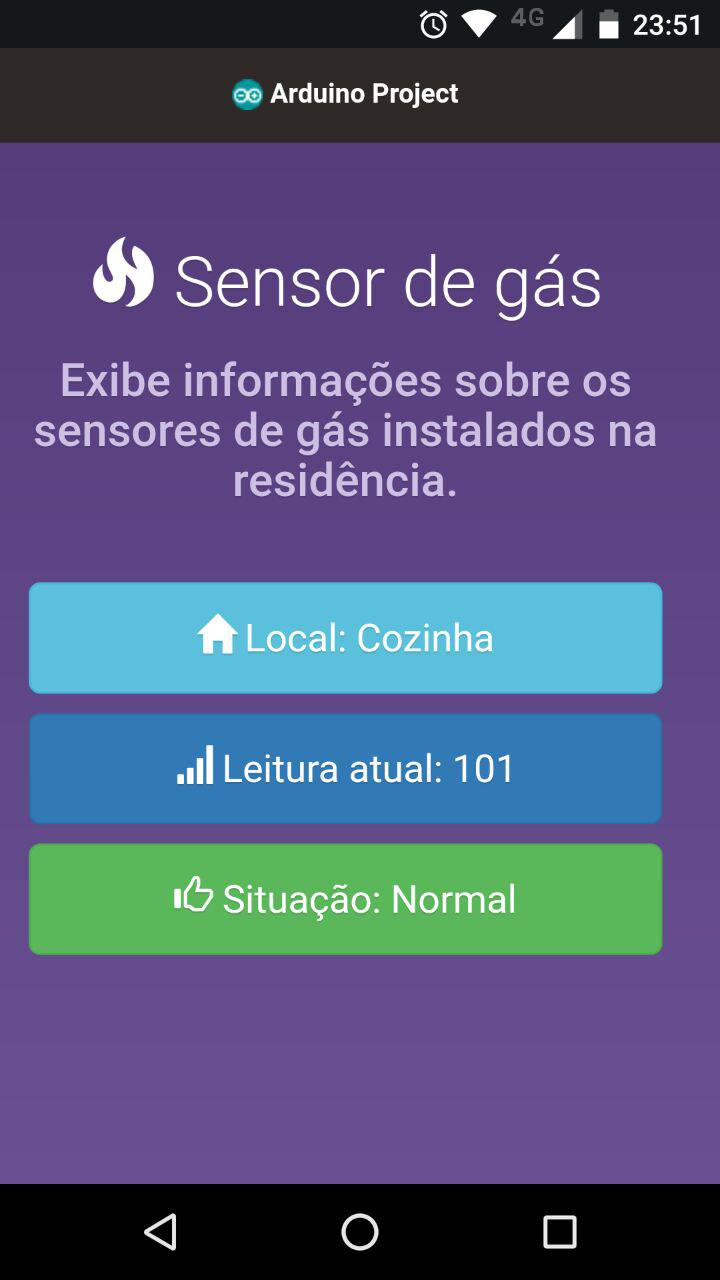 4G 23:51
Arduino Project
Sensor de gás
Exibe informações sobre os
sensores de gás instalados na
residência.
Local: Cozinha
Leitura atual: 101
Situação: Normal